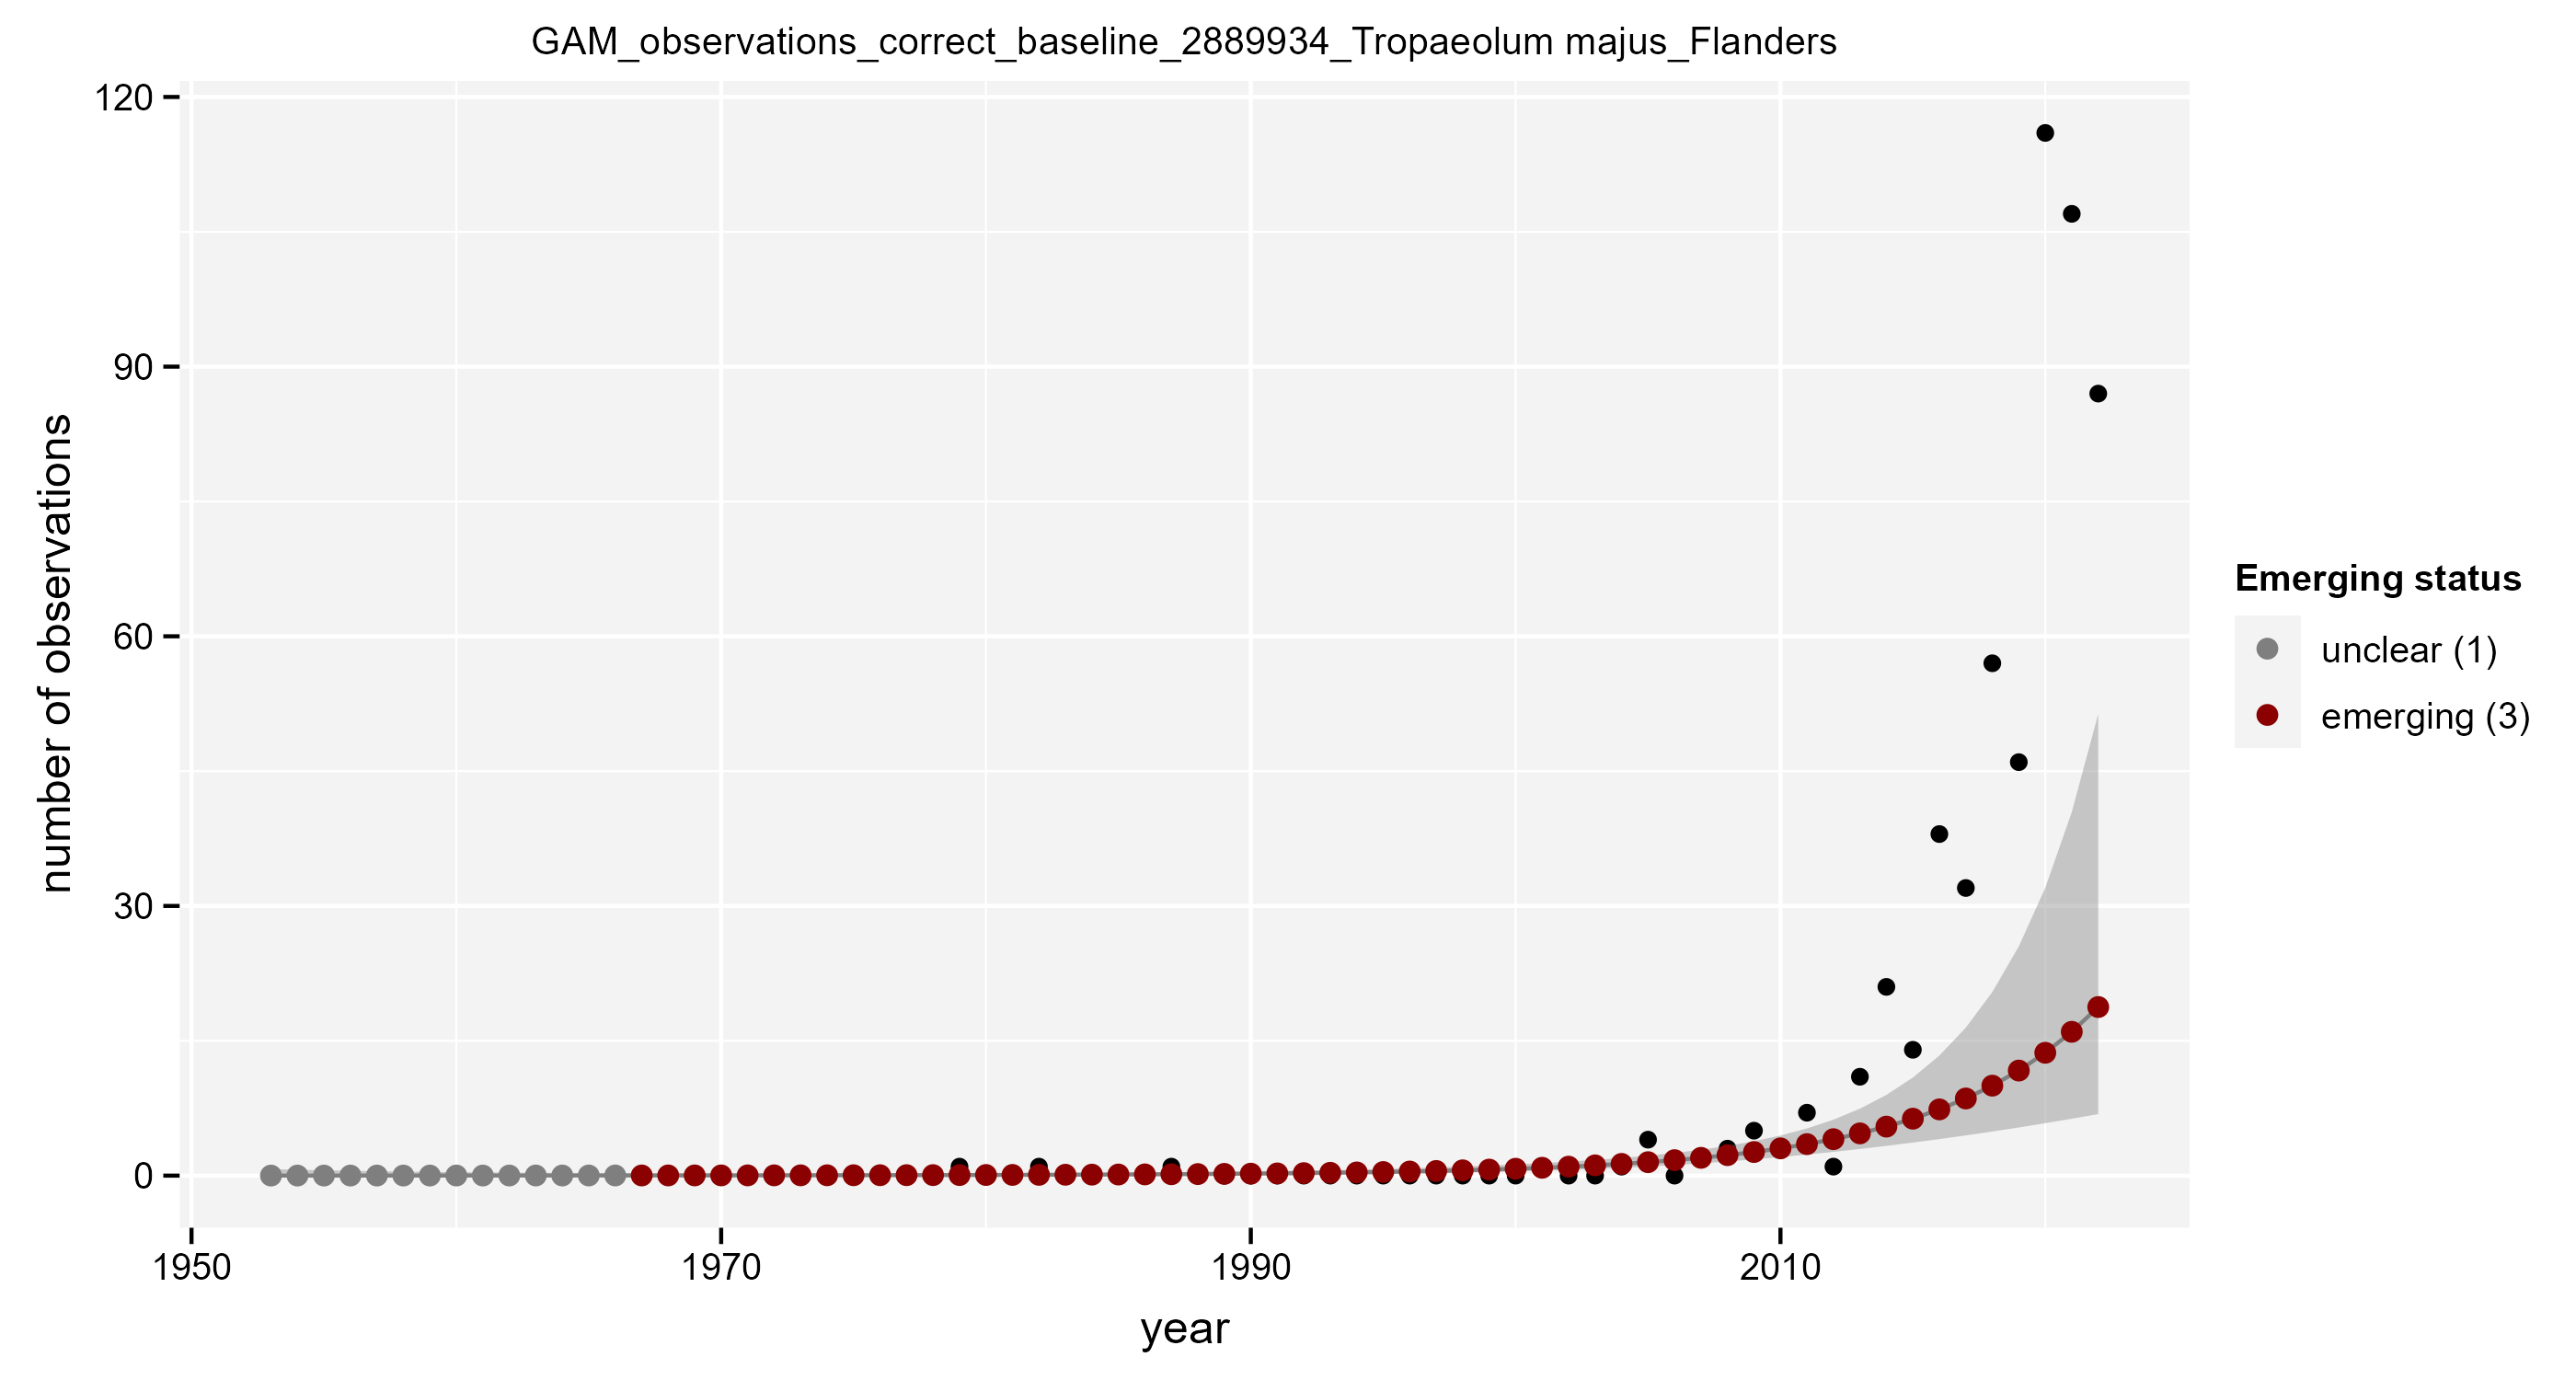 GAM_observations_correct_baseline_2889934_Tropaeolum majus_Flanders
120
90
60
30
0
number of observations
1950
1970
1990
2010
year
Emerging status
unclear (1)
emerging (3)